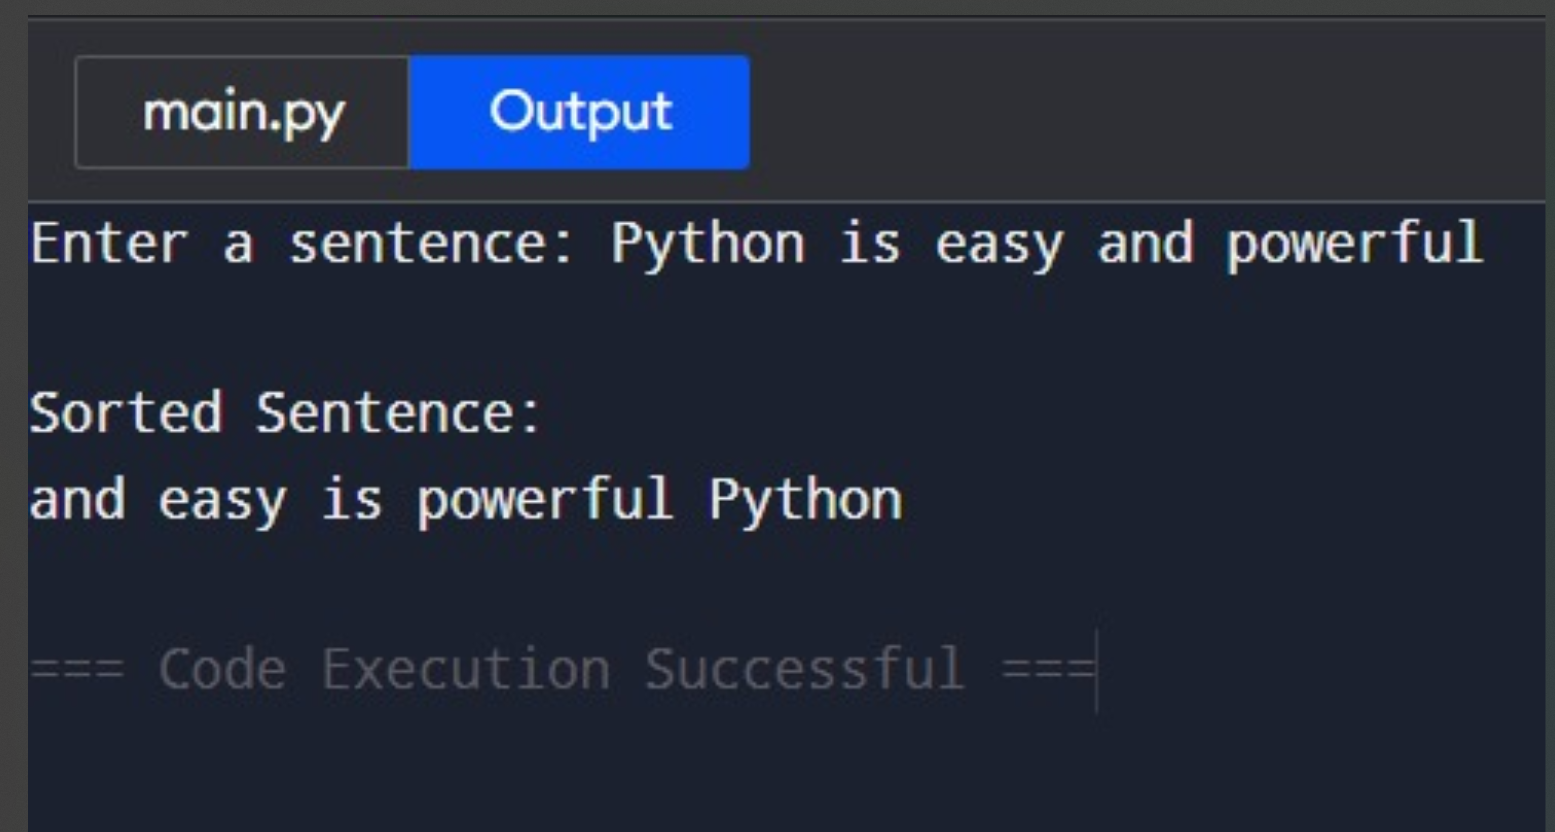 main.py Output
Enter a sentence: Python is easy and powerful
Sorted Sentence:
and easy is powerful Python
=== Code Execution Successful ===